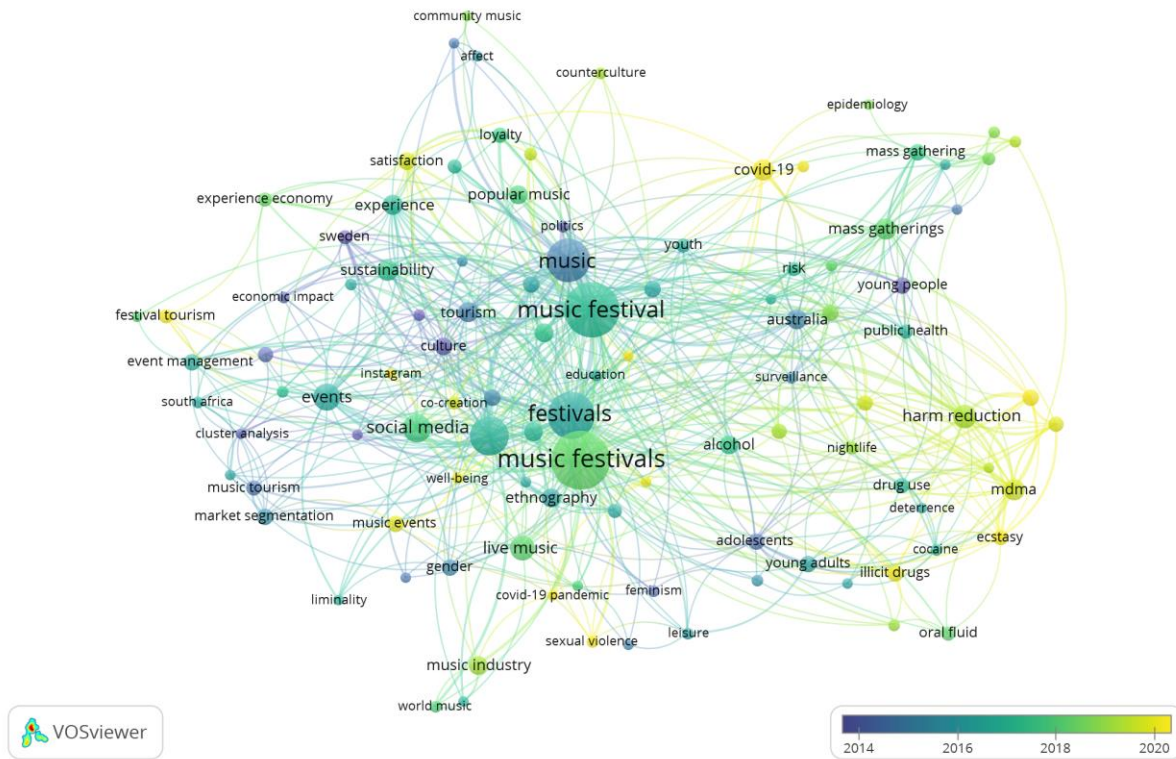 community music
affect
counterculture
epidemiology
loyalty
mass gathering
satisfaction
covid-19
popular music
experience economy
experience
politics
mass gatherings
sweden
youth
music
sustainability
risk
young people
economic impact
music festival
festival tourism
tourism
australia
public health
culture
event management
instagram
education
surveillance
south africa
events
co-creation
festivals
harm reduction
social media
cluster analysis
alcohol
nightlife
music festivals
well-being
music tourism
ethnography
drug use
mdma
market segmentation
deterrence
music events
ecstasy
adolescents
live music
cocaine
gender
young adults
illicit drugs
feminism
covid-19 pandemic
liminality
leisure
oral fluid
sexual violence
music industry
world music
VOSviewer
2014 2016 2018 2020